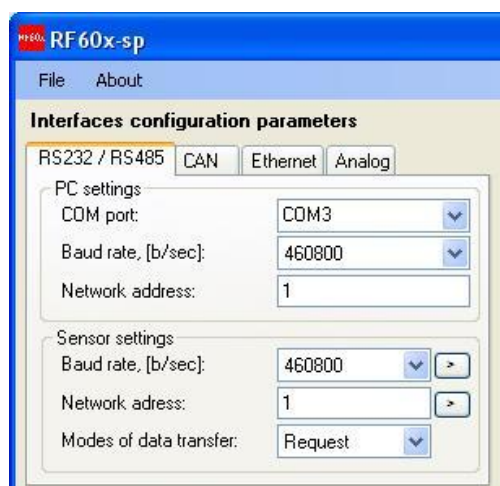 RF60x RF60x-sp
File About
Interfaces configuration parameters
RS232 / RS485 CAN Ethernet Analog
PC settings
COM port: COM3
Baud rate, [b/sec]: 460800
Network address: 1
Sensor settings
Baud rate, [b/sec]: 460800 >
Network adress: 1 >
Modes of data transfer: Request